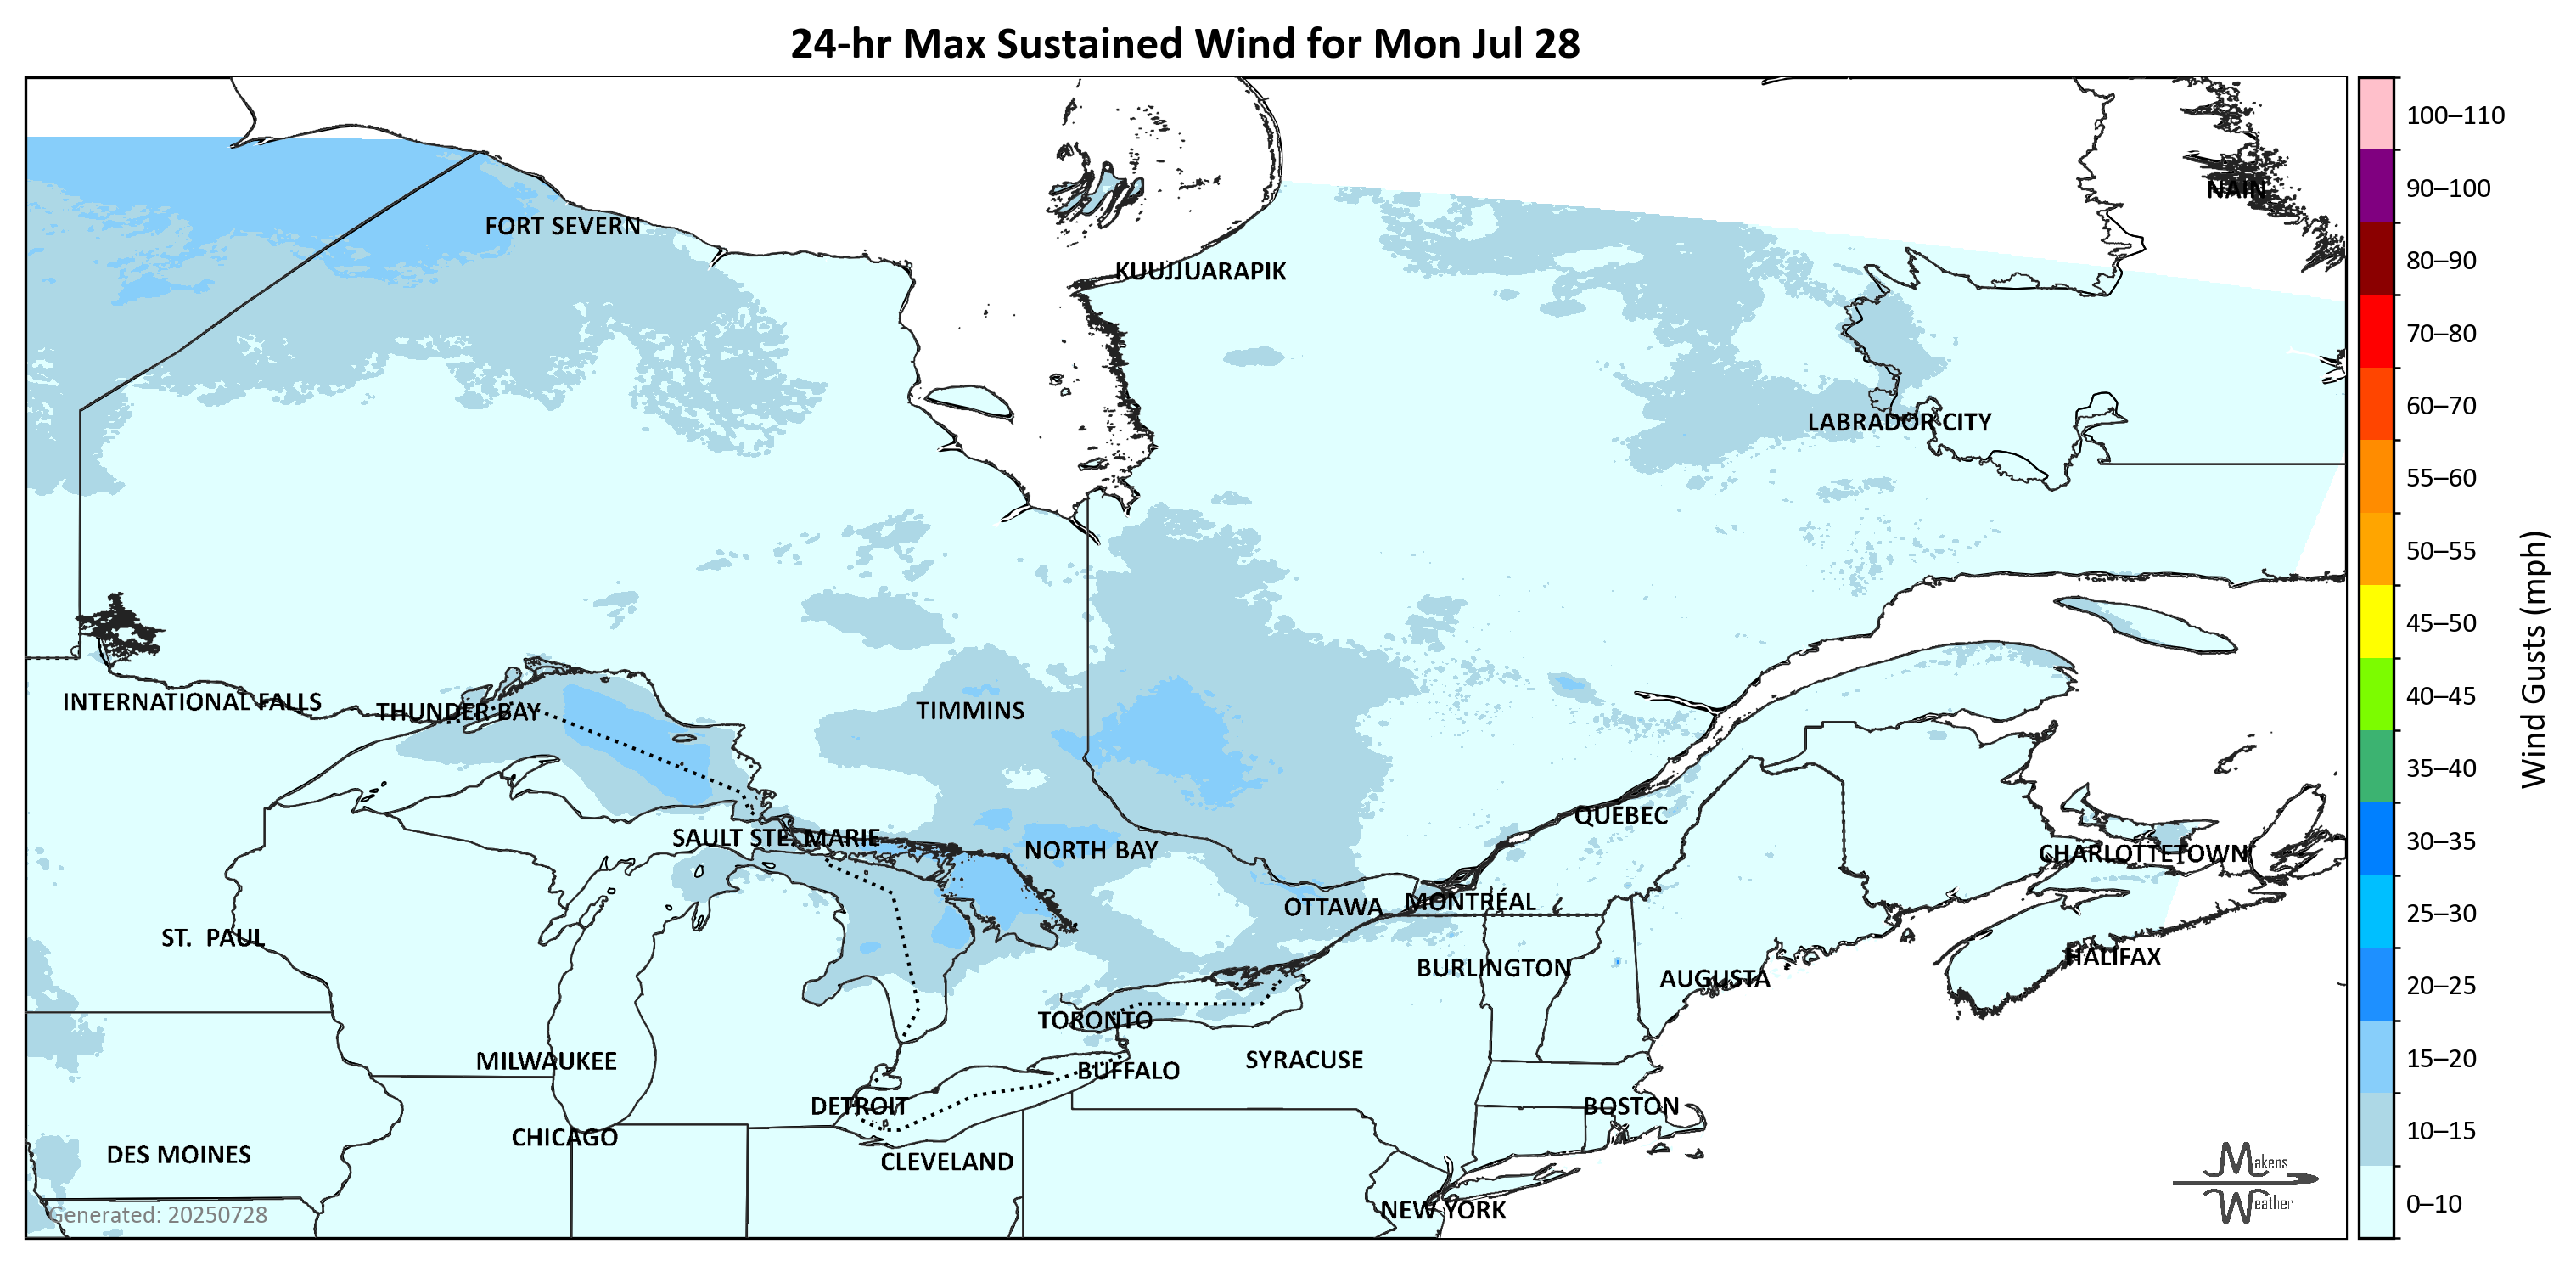 24-hr Max Sustained Wind for Mon Jul 28
100–110
90–100
80–90
70–80
60–70
55–60
50–55
45–50
40–45
35–40
30–35
25–30
20–25
15–20
10–15
0–10
Wind Gusts (mph)
NAIN
FORT SEVERN
KUUJJUARAPIK
LABRADOR CITY
INTERNATIONAL FALLS
THUNDER BAY
TIMMINS
QUÉBEC
SAULT STE. MARIE
NORTH BAY
CHARLOTTETOWN
OTTAWA
MONTRÉAL
ST. PAUL
HALIFAX
BURLINGTON
AUGUSTA
TORONTO
MILWAUKEE
BUFFALO
SYRACUSE
DETROIT
BOSTON
CHICAGO
DES MOINES
CLEVELAND
NEW YORK
Generated: 20250728
Makens
Weather